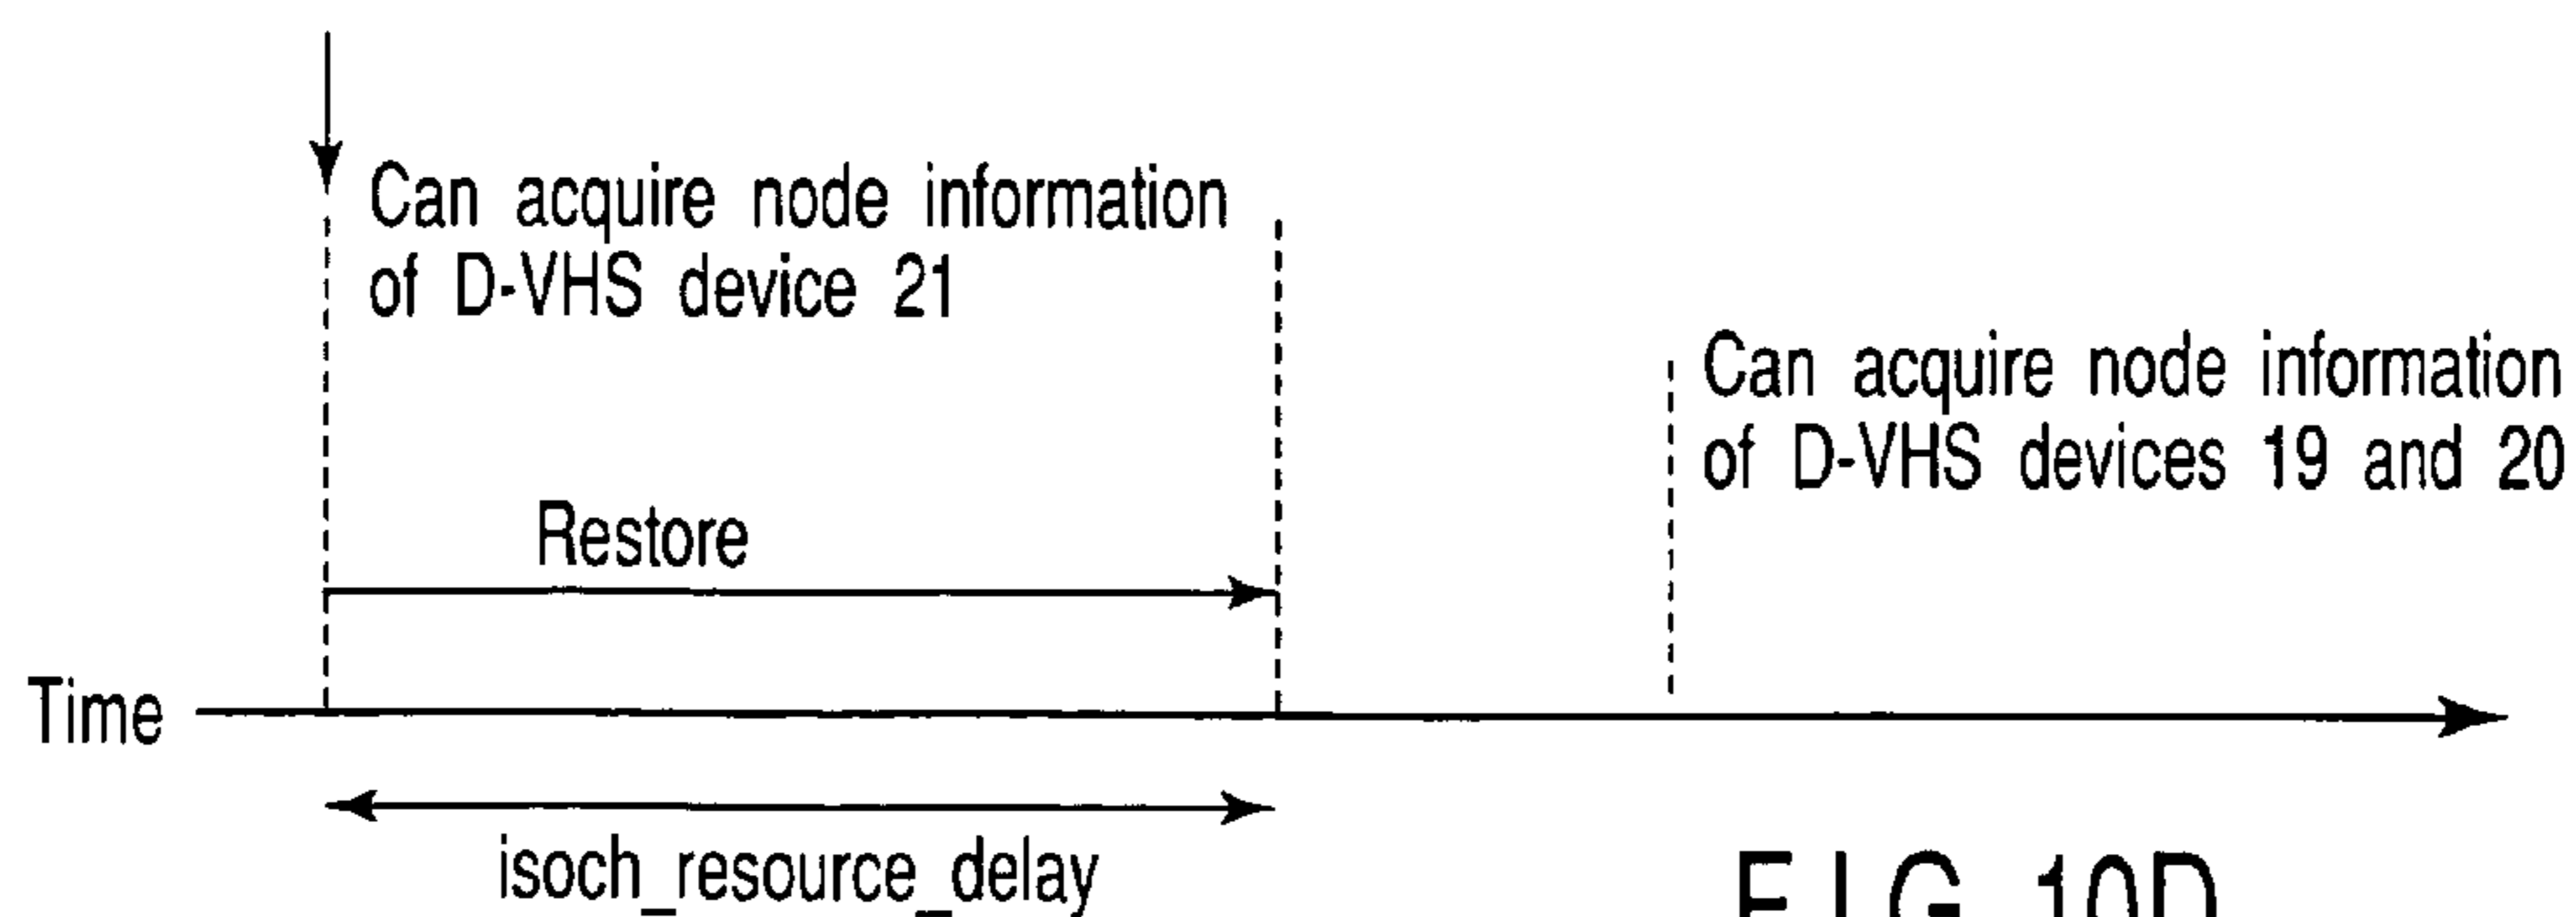 Can acquire node information
of D-VHS device 21
Can acquire node information
of D-VHS devices 19 and 20
Restore
Time
isoch_resource_delay
FIG. 10D